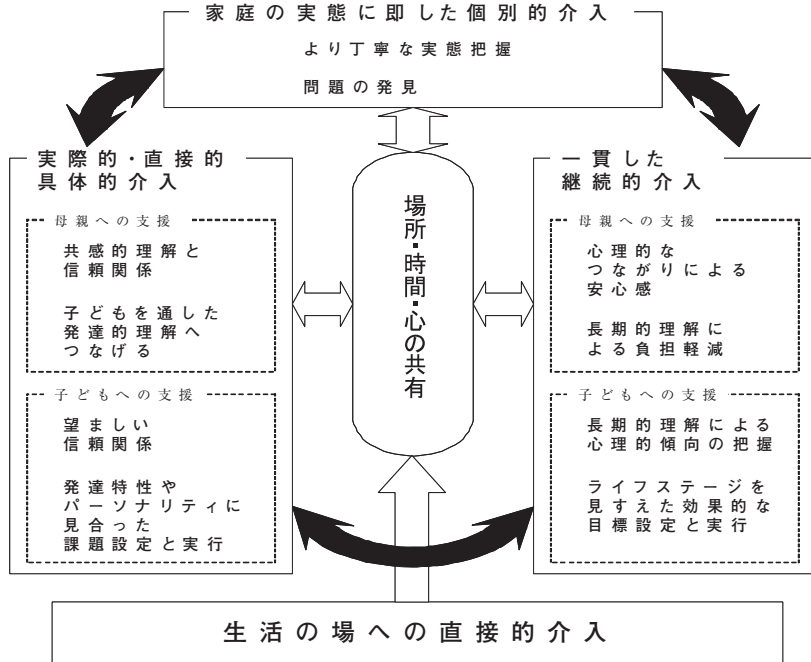 家庭の実態に即した個別的介入
より丁寧な実態把握
問題の発見
実際的・直接的
具体的介入
母親への支援
共感的理解と
信頼関係
子どもを通した
発達的理解へ
つなげる
子どもへの支援
望ましい
信頼関係
発達特性や
パーソナリティに
見合った
課題設定と実行
場所・時間・心の共有
一貫した
継続的介入
母親への支援
心理的な
つながりによる
安心感
長期的理解に
よる負担軽減
子どもへの支援
長期的理解による
心理的傾向の把握
ライフステージを
見すえた効果的な
目標設定と実行
生活の場への直接的介入